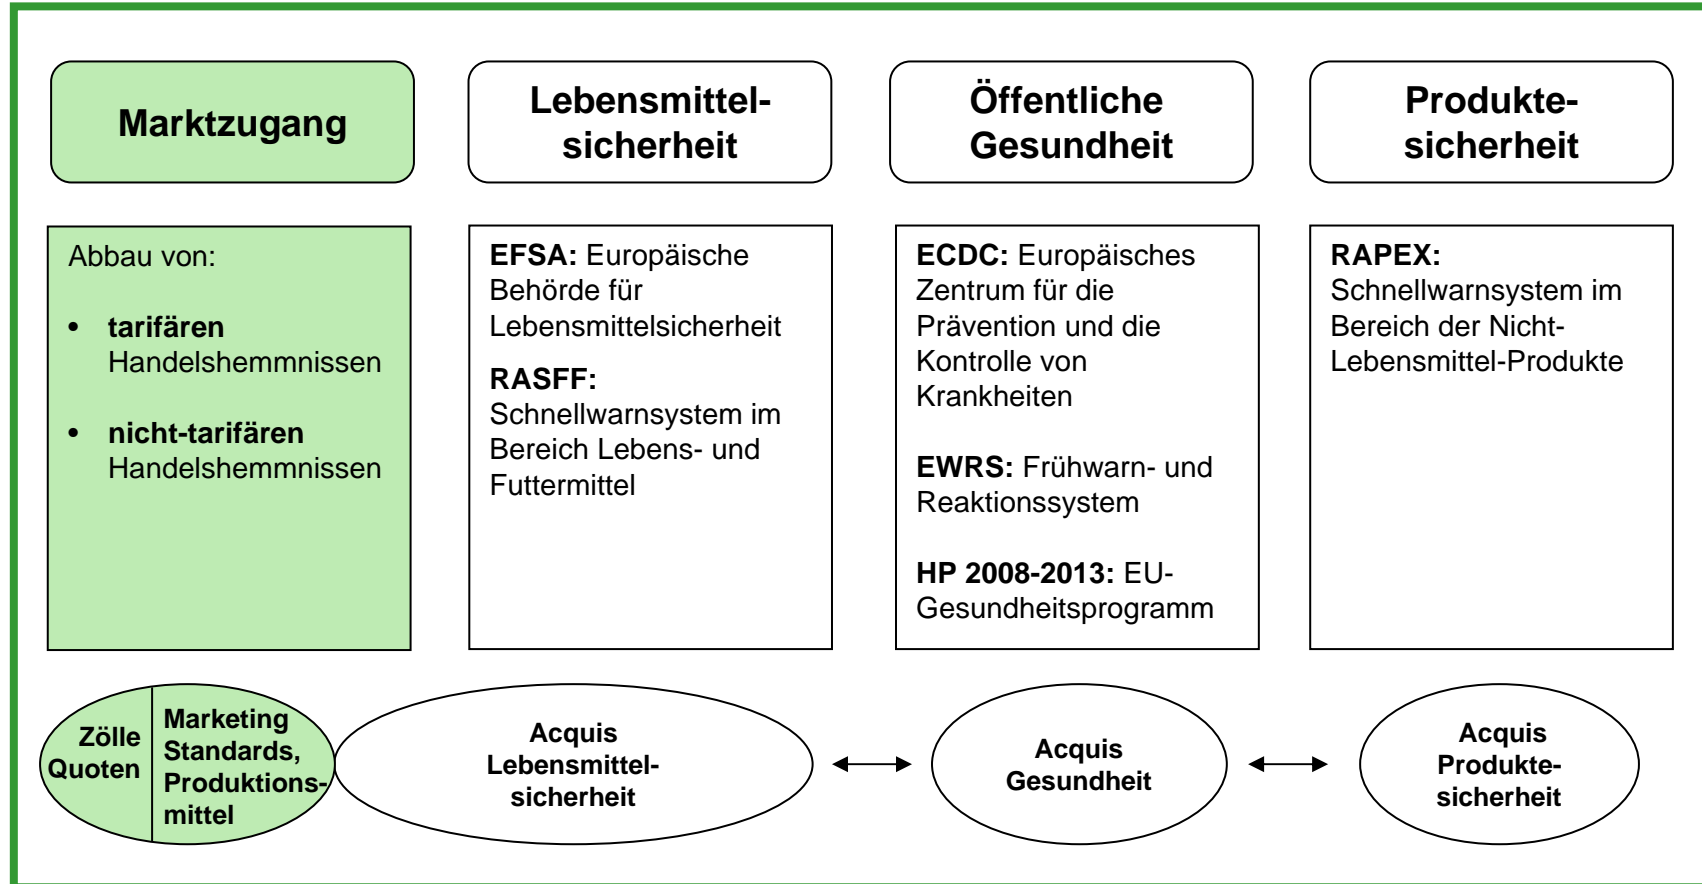 Marktzugang
Lebensmittel-
sicherheit
Öffentliche
Gesundheit
Produkte-
sicherheit
Abbau von:
• tarifären
Handelshemmnissen
• nicht-tarifären
Handelshemmnissen
EFSA: Europäische
Behörde für
Lebensmittelsicherheit
RASFF:
Schnellwarnsystem im
Bereich Lebens- und
Futtermittel
ECDC: Europäisches
Zentrum für die
Prävention und die
Kontrolle von
Krankheiten
EWRS: Frühwarn- und
Reaktionssystem
HP 2008-2013: EU-
Gesundheitsprogramm
RAPEX:
Schnellwarnsystem im
Bereich der Nicht-
Lebensmittel-Produkte
Zölle
Quoten
Marketing
Standards,
Produktions-
mittel
Acquis
Lebensmittel-
sicherheit
Acquis
Gesundheit
Acquis
Produkte-
sicherheit